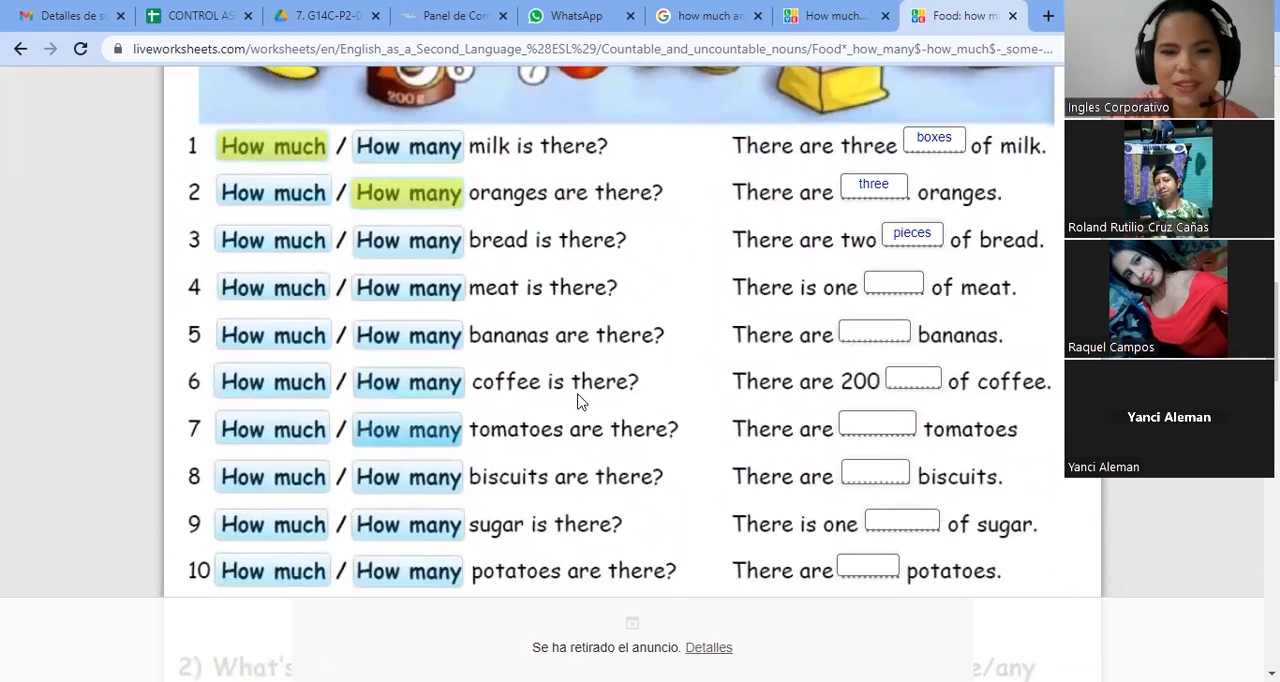 Detalles de su
CONTROL AS
7. G14C-P2-0
Panel de Con
WhatsApp
how much an
How much...
Food: how m
liveworksheets.com/worksheets/en/English_as_a_Second_Language_%28ESL%29/Countable_and_uncountable_nouns/Food*_how_many$-how_much$-_some-...
200 g
6
7
1 How much / How many milk is there? There are three boxes of milk.
2 How much / How many oranges are there? There are three oranges.
3 How much / How many bread is there? There are two pieces of bread.
4 How much / How many meat is there? There is one of meat.
5 How much / How many bananas are there? There are bananas.
6 How much / How many coffee is there? There are 200 of coffee.
7 How much / How many tomatoes are there? There are tomatoes
8 How much / How many biscuits are there? There are biscuits.
9 How much / How many sugar is there? There is one of sugar.
10 How much / How many potatoes are there? There are potatoes.
Se ha retirado el anuncio. Detalles
2) What's e/any
Ingles Corporativo
Roland Rutilio Cruz Cañas
Raquel Campos
Yanci Aleman
Yanci Aleman